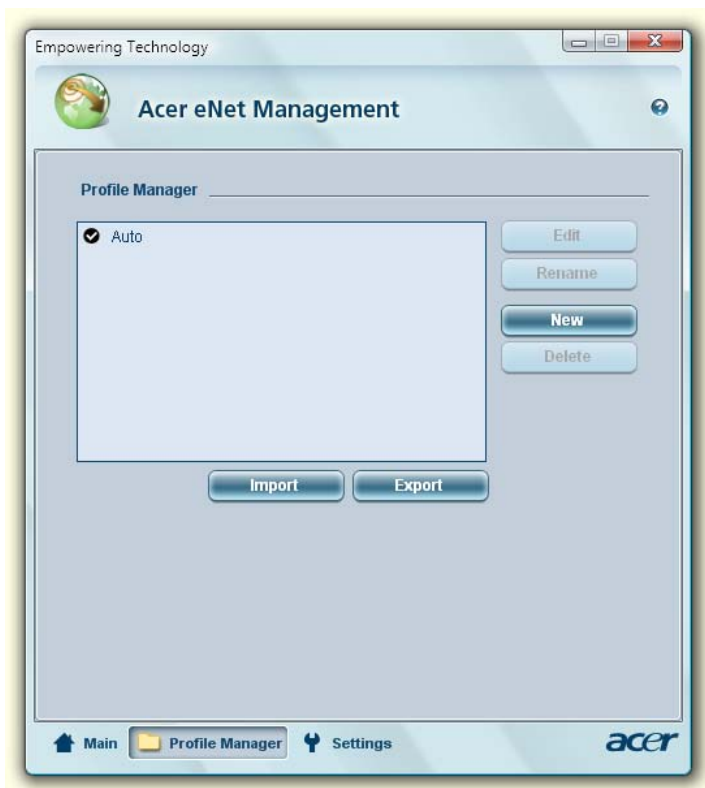 Empowering Technology
Acer eNet Management
Profile Manager
Auto
Edit
Rename
New
Delete
Import
Export
Main
Profile Manager
Settings
acer